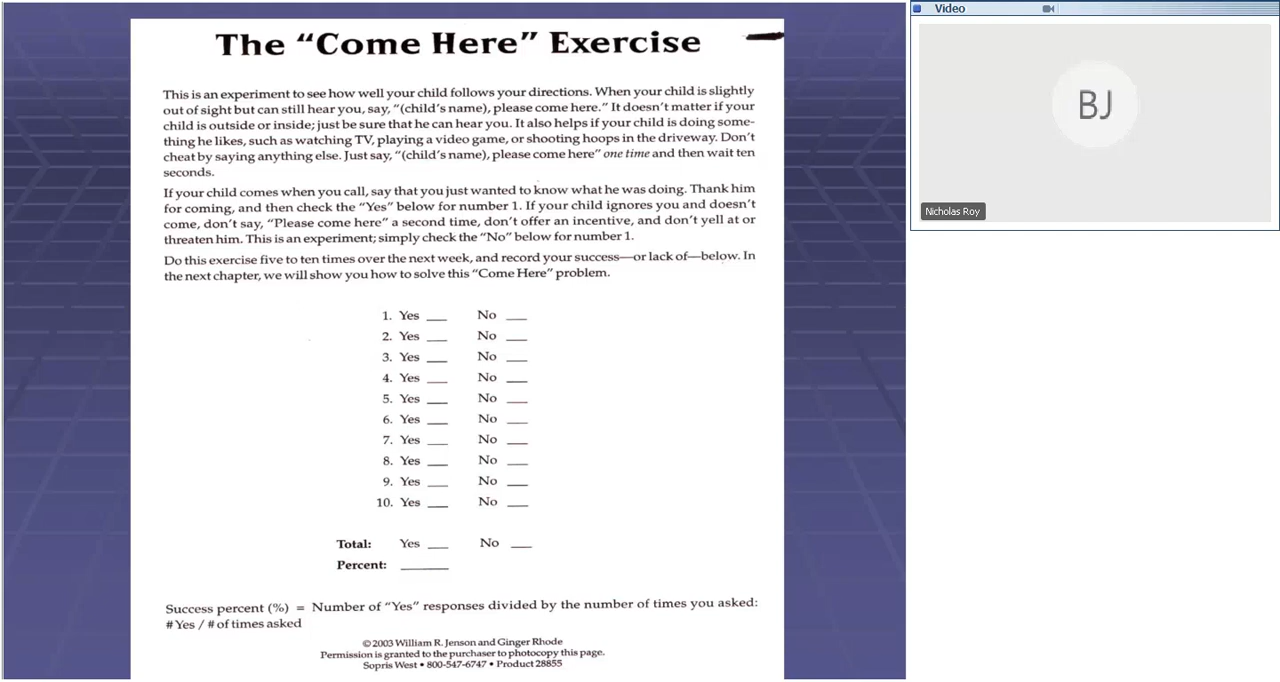 The “Come Here” Exercise
This is an experiment to see how well your child follows your directions. When your child is slightly
out of sight but can still hear you, say, “(child’s name), please come here.” It doesn’t matter if your
child is outside or inside; just be sure that he can hear you. It also helps if your child is doing some-
thing he likes, such as watching TV, playing a video game, or shooting hoops in the driveway. Don’t
cheat by saying anything else. Just say, “(child’s name), please come here” one time and then wait ten
seconds.
If your child comes when you call, say that you just wanted to know what he was doing. Thank him
for coming, and then check the “Yes” below for number 1. If your child ignores you and doesn’t
come, don’t say, “Please come here” a second time, don’t offer an incentive, and don’t yell at or
threaten him. This is an experiment; simply check the “No” below for number 1.
Do this exercise five to ten times over the next week, and record your success—or lack of—below. In
the next chapter, we will show you how to solve this “Come Here” problem.
1. Yes ___ No ___
2. Yes ___ No ___
3. Yes ___ No ___
4. Yes ___ No ___
5. Yes ___ No ___
6. Yes ___ No ___
7. Yes ___ No ___
8. Yes ___ No ___
9. Yes ___ No ___
10. Yes ___ No ___
Total: Yes ___ No ___
Percent: ______
Success percent (%) = Number of “Yes” responses divided by the number of times you asked:
# Yes / # of times asked
© 2003 William R. Jenson and Ginger Rhode
Permission is granted to the purchaser to photocopy this page.
Sopris West • 800-547-6747 • Product 28855
Video
BJ
Nicholas Roy